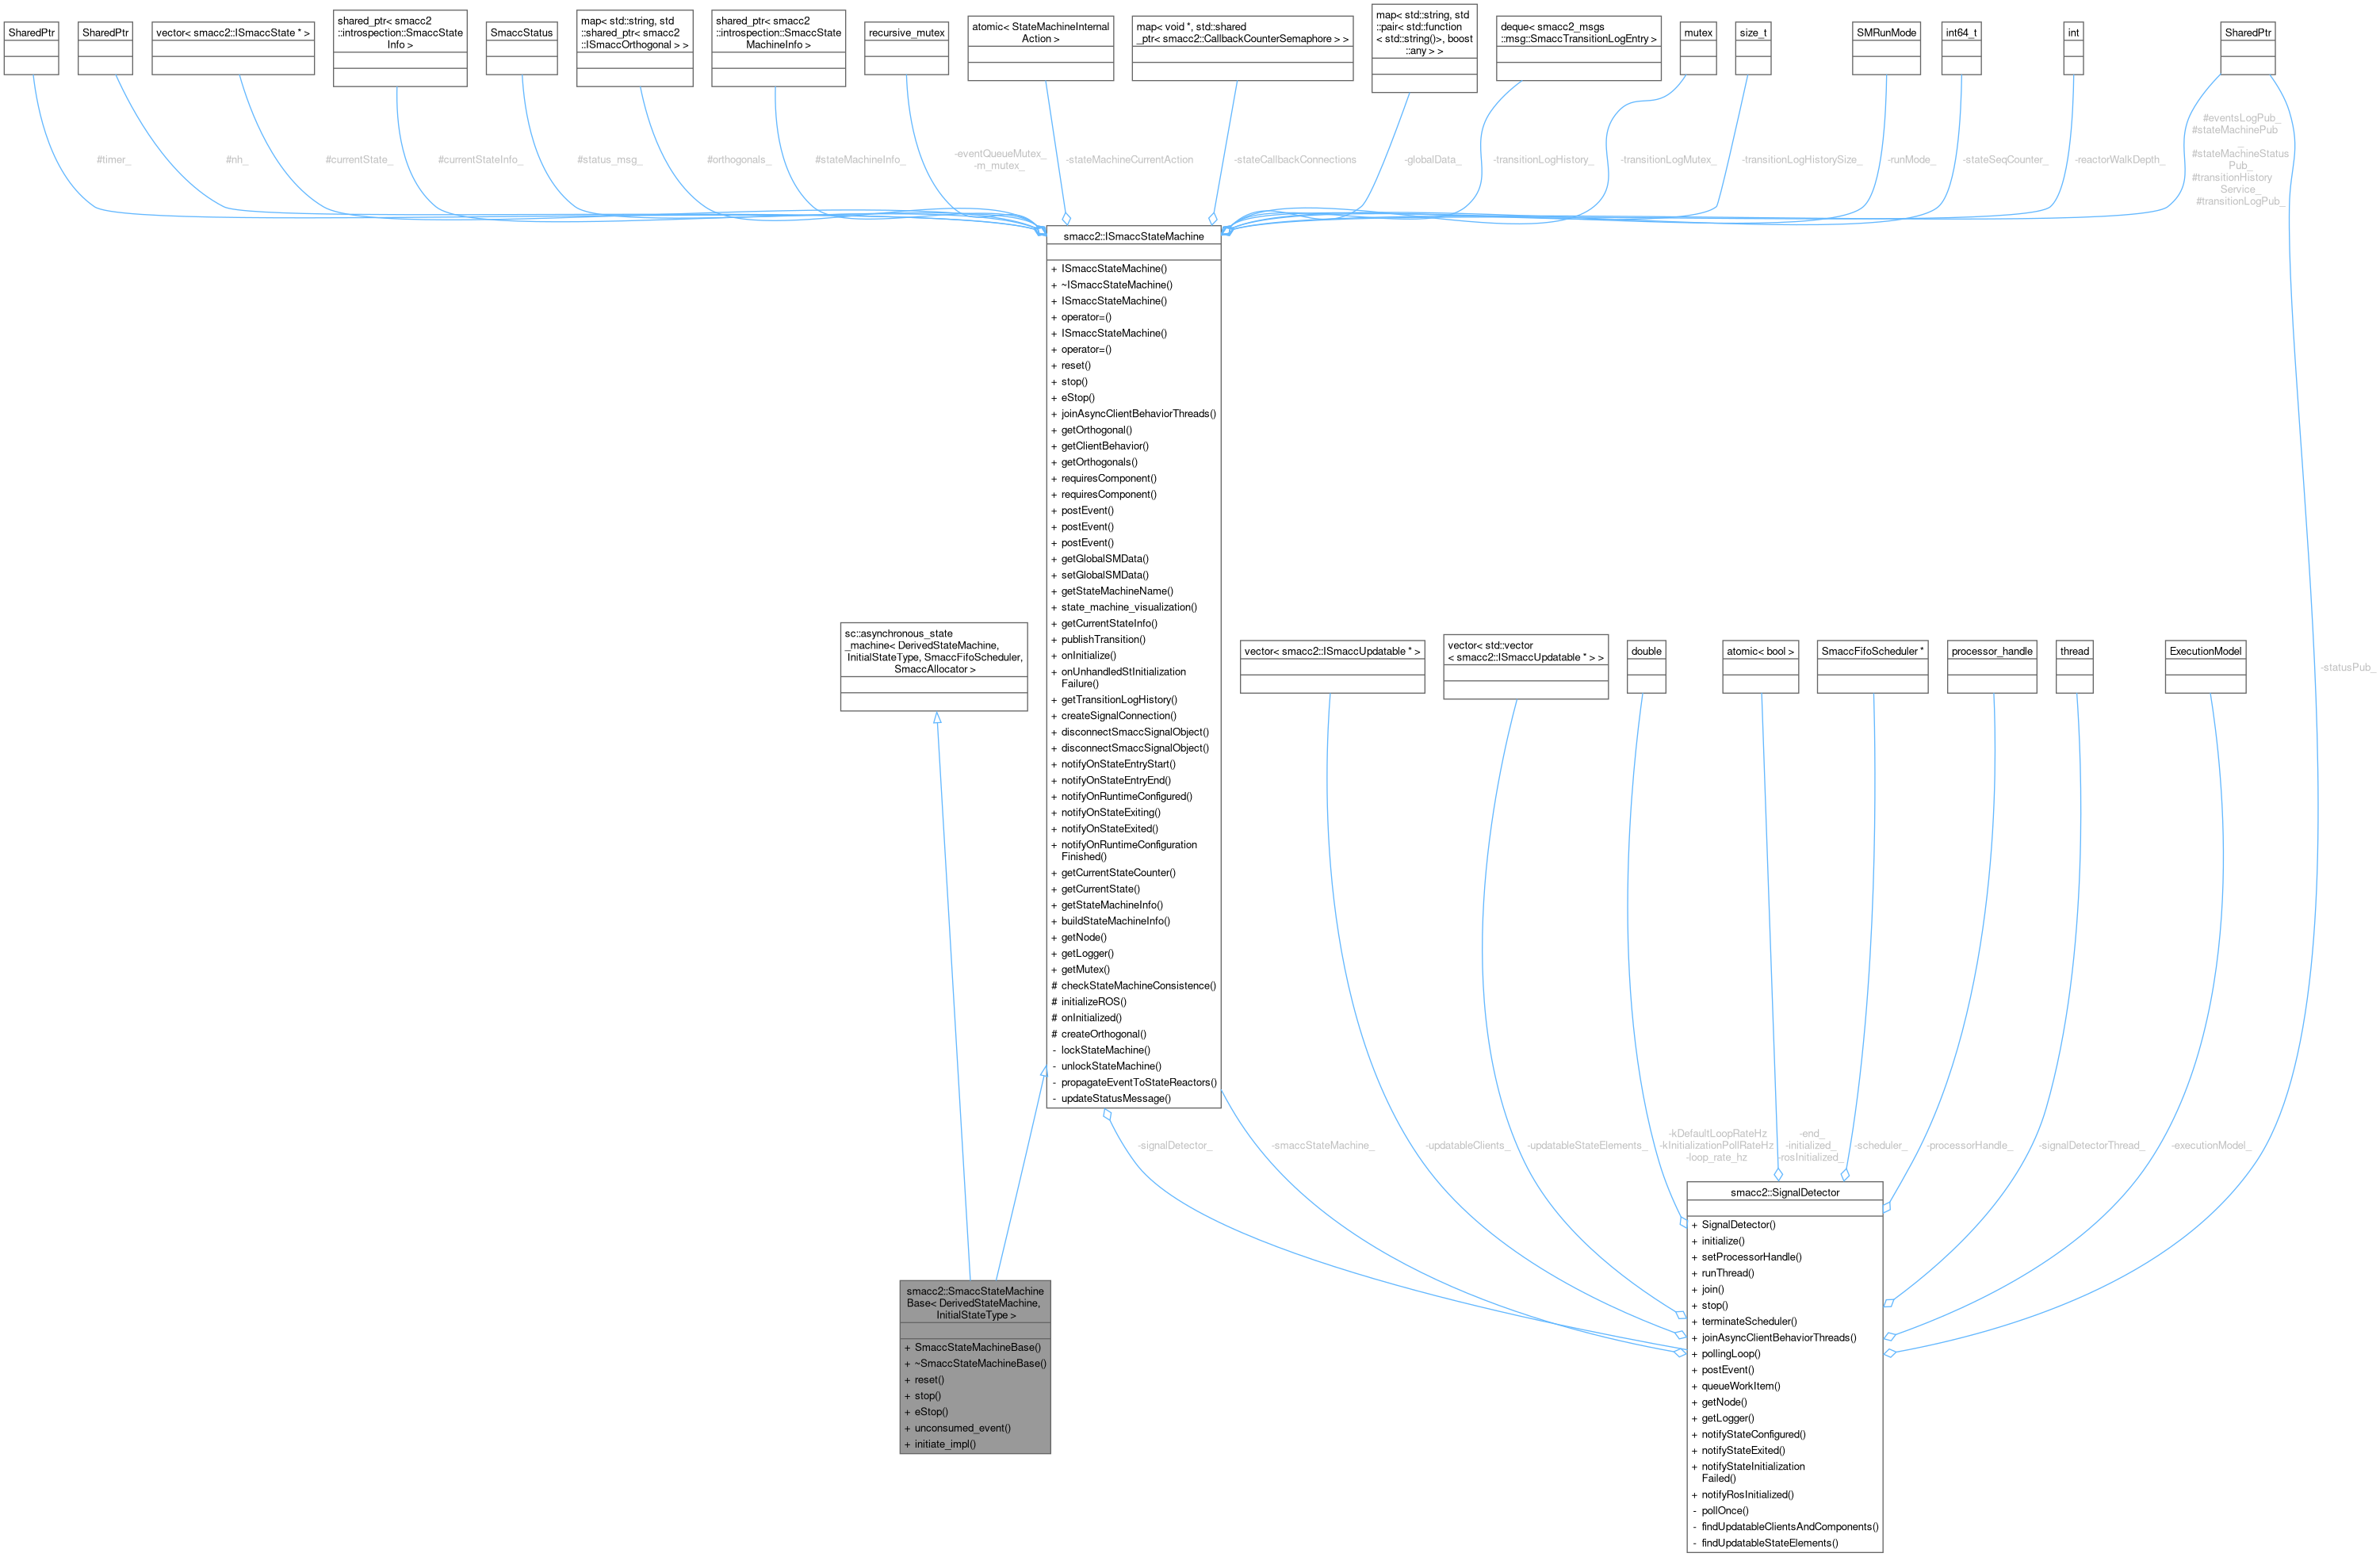 SharedPtr
SharedPtr
vector< smacc2::ISmaccState * >
shared_ptr< smacc2
::introspection::SmaccState
Info >
SmaccStatus
map< std::string, std
::shared_ptr< smacc2
::ISmaccOrthogonal > >
shared_ptr< smacc2
::introspection::SmaccState
MachineInfo >
recursive_mutex
atomic< StateMachineInternal
Action >
map< void *, std::shared
_ptr< smacc2::CallbackCounterSemaphore > >
map< std::string, std
::pair< std::function
< std::string()>, boost
::any > >
deque< smacc2_msgs
::msg::SmaccTransitionLogEntry >
mutex
size_t
SMRunMode
int64_t
int
SharedPtr
#timer_
#nh_
#currentState_
#currentStateInfo_
#status_msg_
#orthogonals_
#stateMachineInfo_
-eventQueueMutex_
-m_mutex_
-stateMachineCurrentAction
-stateCallbackConnections
-globalData_
-transitionLogHistory_
-transitionLogMutex_
-transitionLogHistorySize_
-runMode_
-stateSeqCounter_
-reactorWalkDepth_
#eventsLogPub_
#stateMachinePub
_
#stateMachineStatus
Pub_
#transitionHistory
Service_
#transitionLogPub_
smacc2::ISmaccStateMachine
+ ISmaccStateMachine()
+ ~ISmaccStateMachine()
+ ISmaccStateMachine()
+ operator=()
+ ISmaccStateMachine()
+ operator=()
+ reset()
+ stop()
+ eStop()
+ joinAsyncClientBehaviorThreads()
+ getOrthogonal()
+ getClientBehavior()
+ getOrthogonals()
+ requiresComponent()
+ requiresComponent()
+ postEvent()
+ postEvent()
+ postEvent()
+ getGlobalSMData()
+ setGlobalSMData()
+ getStateMachineName()
+ state_machine_visualization()
+ getCurrentStateInfo()
+ publishTransition()
+ onInitialize()
+ onUnhandledStInitialization
Failure()
+ getTransitionLogHistory()
+ createSignalConnection()
+ disconnectSmaccSignalObject()
+ disconnectSmaccSignalObject()
+ notifyOnStateEntryStart()
+ notifyOnStateEntryEnd()
+ notifyOnRuntimeConfigured()
+ notifyOnStateExiting()
+ notifyOnStateExited()
+ notifyOnRuntimeConfiguration
Finished()
+ getCurrentStateCounter()
+ getCurrentState()
+ getStateMachineInfo()
+ buildStateMachineInfo()
+ getNode()
+ getLogger()
+ getMutex()
# checkStateMachineConsistence()
# initializeROS()
# onInitialized()
# createOrthogonal()
- lockStateMachine()
- unlockStateMachine()
- propagateEventToStateReactors()
- updateStatusMessage()
sc::asynchronous_state
_machine< DerivedStateMachine,
InitialStateType, SmaccFifoScheduler,
SmaccAllocator >
vector< smacc2::ISmaccUpdatable * >
vector< std::vector
< smacc2::ISmaccUpdatable * > >
double
atomic< bool >
SmaccFifoScheduler *
processor_handle
thread
ExecutionModel
-statusPub_
-signalDetector_
-smaccStateMachine_
-updatableClients_
-updatableStateElements_
-kDefaultLoopRateHz
-kInitializationPollRateHz
-loop_rate_hz
-end_
-initialized_
-rosInitialized_
-scheduler_
-processorHandle_
-signalDetectorThread_
-executionModel_
smacc2::SignalDetector
+ SignalDetector()
+ initialize()
+ setProcessorHandle()
+ runThread()
+ join()
+ stop()
+ terminateScheduler()
+ joinAsyncClientBehaviorThreads()
+ pollingLoop()
+ postEvent()
+ queueWorkItem()
+ getNode()
+ getLogger()
+ notifyStateConfigured()
+ notifyStateExited()
+ notifyStateInitialization
Failed()
+ notifyRosInitialized()
- pollOnce()
- findUpdatableClientsAndComponents()
- findUpdatableStateElements()
smacc2::SmaccStateMachine
Base< DerivedStateMachine,
InitialStateType >
+ SmaccStateMachineBase()
+ ~SmaccStateMachineBase()
+ reset()
+ stop()
+ eStop()
+ unconsumed_event()
+ initiate_impl()